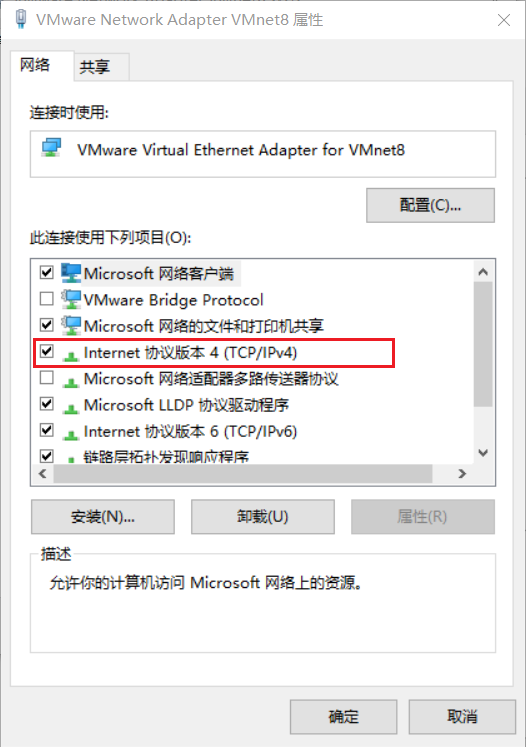 VMware Network Adapter VMnet8 属性
网络
共享
连接时使用:
VMware Virtual Ethernet Adapter for VMnet8
配置(C)...
此连接使用下列项目(O):
Microsoft 网络客户端
VMware Bridge Protocol
Microsoft 网络的文件和打印机共享
Internet 协议版本 4 (TCP/IPv4)
Microsoft 网络适配器多路传送器协议
Microsoft LLDP 协议驱动程序
Internet 协议版本 6 (TCP/IPv6)
链路层拓扑发现响应程序
安装(N)...
卸载(U)
属性(R)
描述
允许你的计算机访问 Microsoft 网络上的资源。
确定
取消